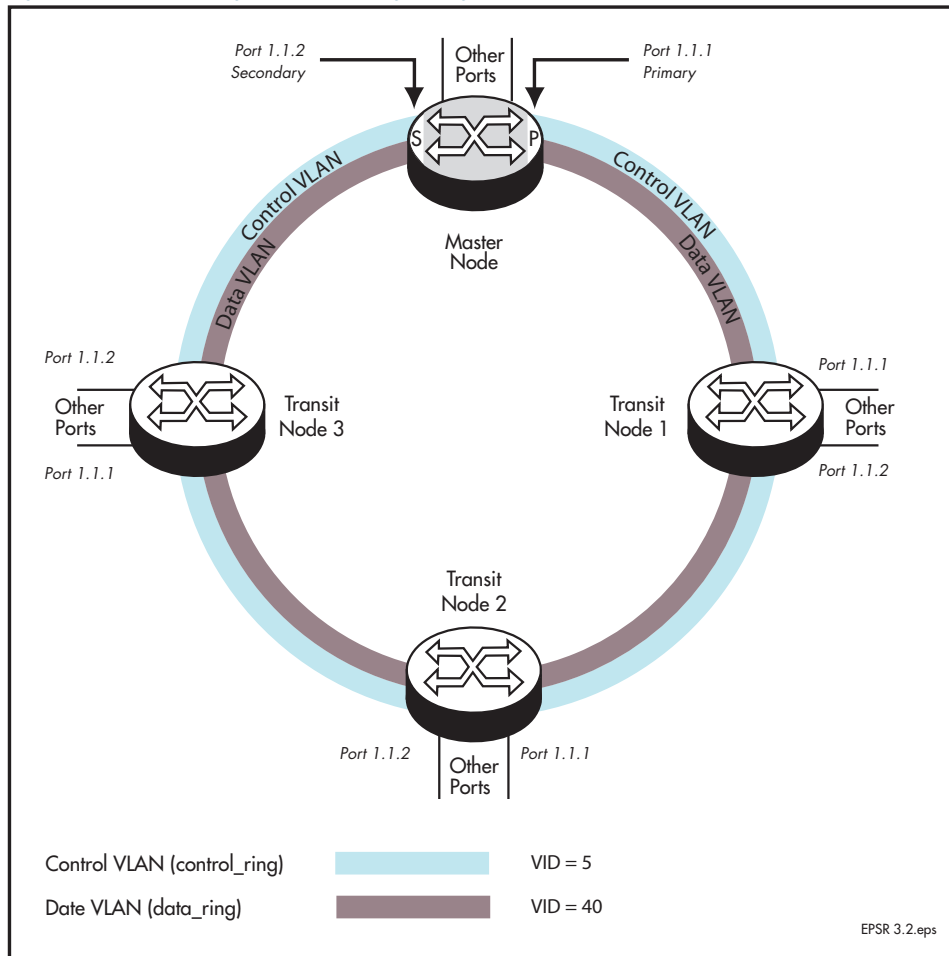 Port 1.1.2
Secondary
Other
Ports
Port 1.1.1
Primary
S
P
Control VLAN
Data VLAN
Control VLAN
Data VLAN
Master
Node
Port 1.1.2
Other
Ports
Port 1.1.1
Transit
Node 3
Transit
Node 1
Port 1.1.1
Other
Ports
Port 1.1.2
Transit
Node 2
Port 1.1.2
Other
Ports
Port 1.1.1
Control VLAN (control_ring)
VID = 5
Date VLAN (data_ring)
VID = 40
EPSR 3.2.eps